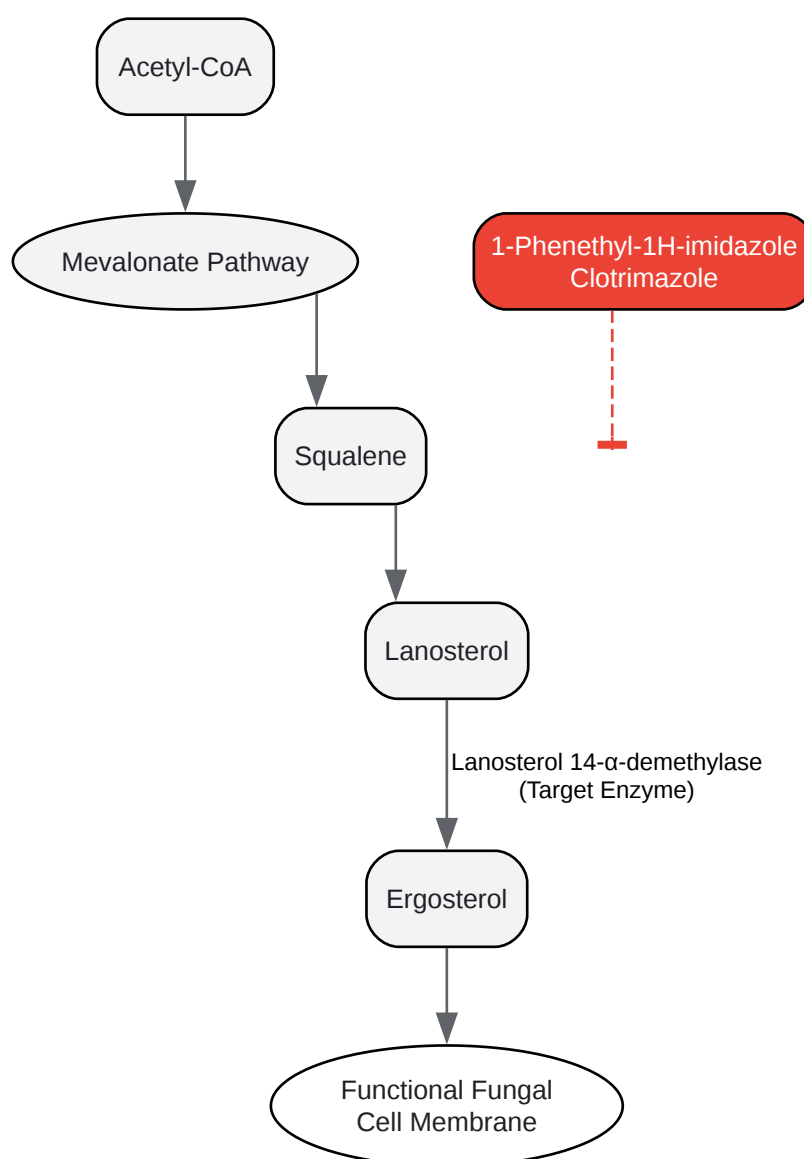 Acetyl-CoA
Mevalonate Pathway
1-Phenethyl-1H-imidazole
Clotrimazole
Squalene
Lanosterol
Lanosterol 14-α-demethylase
(Target Enzyme)
Ergosterol
Functional Fungal
Cell Membrane